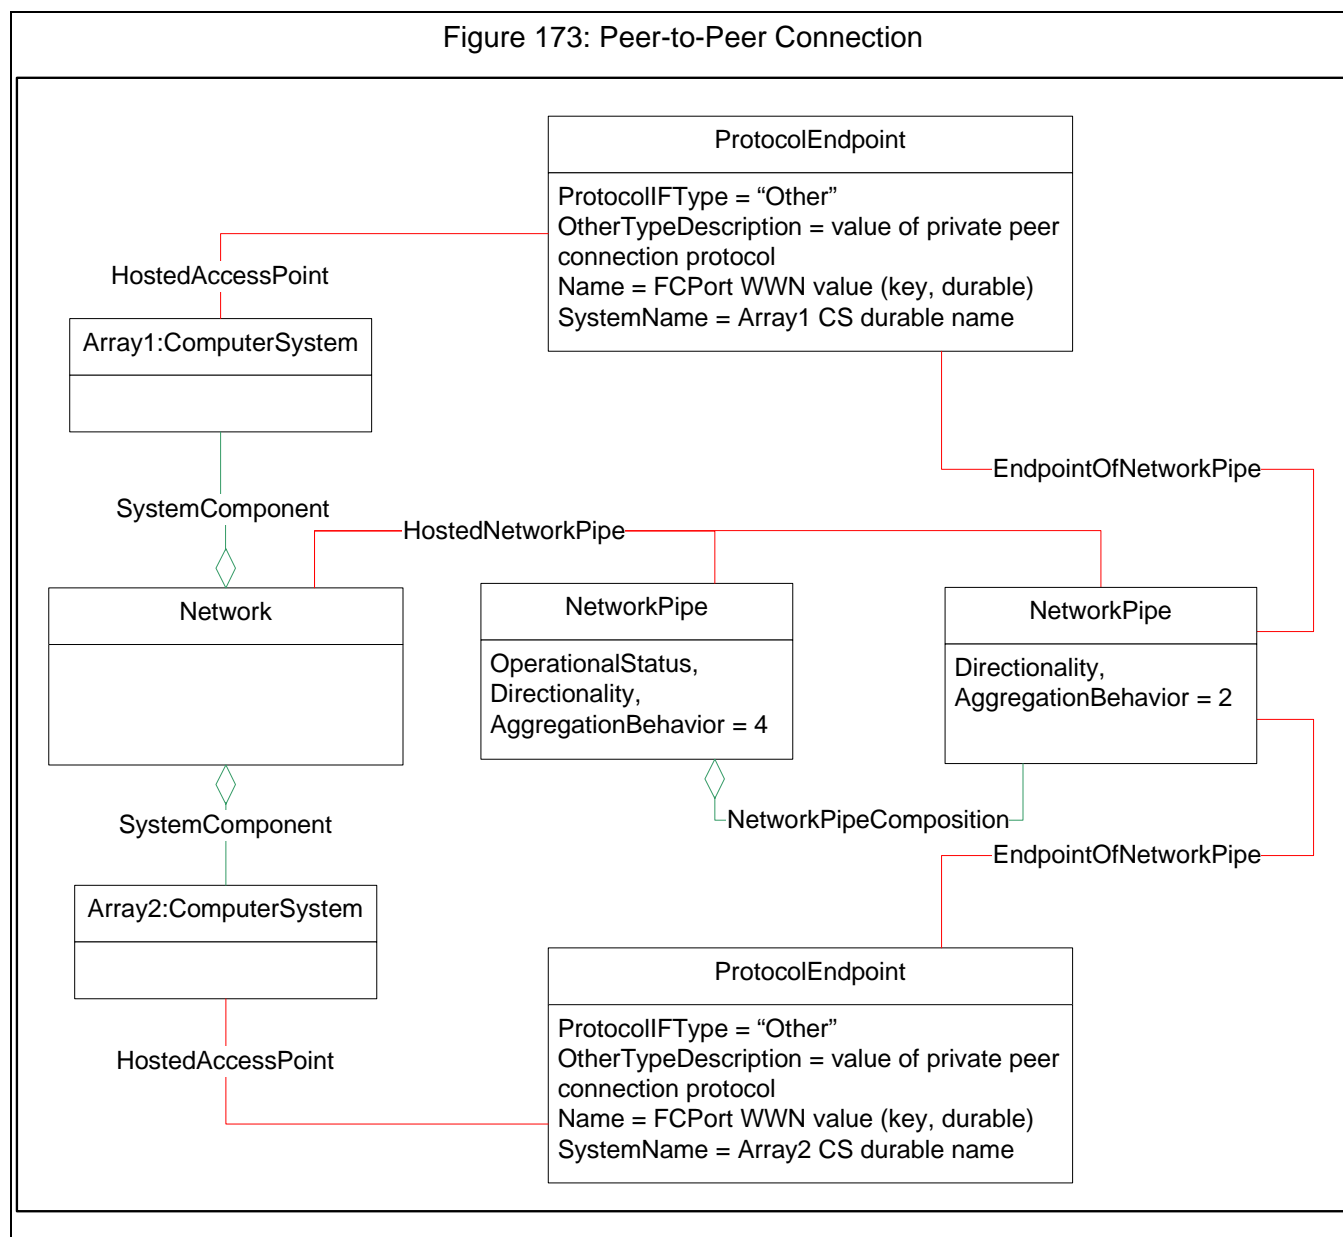 Figure 173: Peer-to-Peer Connection
ProtocolEndpoint
ProtocolIFType = “Other”
OtherTypeDescription = value of private peer
connection protocol
Name = FCPort WWN value (key, durable)
SystemName = Array1 CS durable name
HostedAccessPoint
Array1:ComputerSystem
EndpointOfNetworkPipe
SystemComponent
HostedNetworkPipe
Network
NetworkPipe
OperationalStatus,
Directionality,
AggregationBehavior = 4
NetworkPipe
Directionality,
AggregationBehavior = 2
SystemComponent
NetworkPipeComposition
EndpointOfNetworkPipe
Array2:ComputerSystem
HostedAccessPoint
ProtocolEndpoint
ProtocolIFType = “Other”
OtherTypeDescription = value of private peer
connection protocol
Name = FCPort WWN value (key, durable)
SystemName = Array2 CS durable name